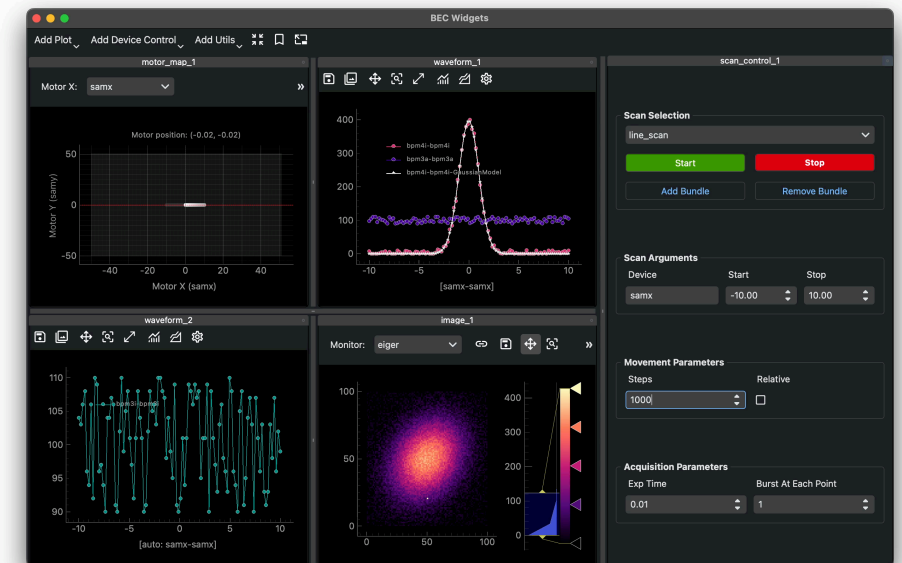 BEC Widgets
Add Plot Add Device Control Add Utils
motor_map_1
Motor X: samx »
Motor position: (-0.02, -0.02)
50
0
-50
Motor Y (samy)
-40 -20 0 20 40
Motor X (samx)
waveform_1
400
300
200
100
0
bpm4i-bpm4i
bpm3a-bpm3a
bpm4i-bpm4i-GaussianModel
-10 -5 0 5 10
[samx-samx]
scan_control_1
Scan Selection
line_scan
Start Stop
Add Bundle Remove Bundle
Scan Arguments
Device Start Stop
samx -10.00 10.00
Movement Parameters
Steps Relative
1000
Acquisition Parameters
Exp Time Burst At Each Point
0.01 1
waveform_2
110
105
100
95
90
bpm3i-bpm3i
-10 -5 0 5 10
[auto: samx-samx]
image_1
Monitor: eiger »
100
50
0
0 50 100
400
300
200
100
0